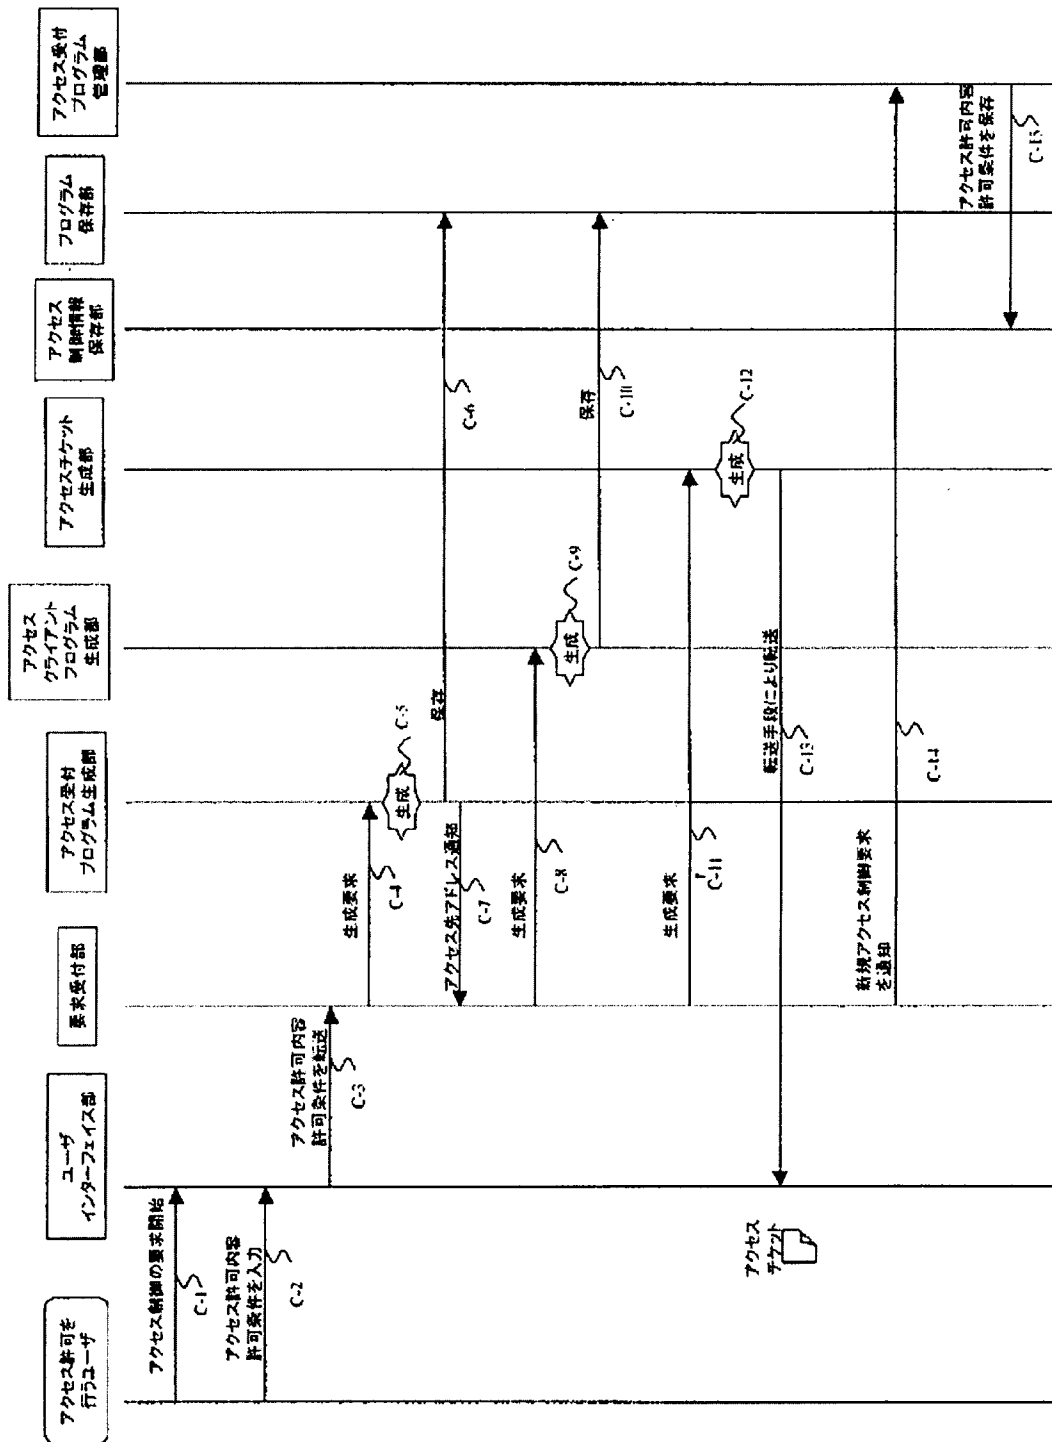 アクセス許可を
行うユーザ
ユーザ
インターフェイス部
要求受付部
アクセス受付
プログラム生成部
アクセス
クライアント
プログラム
生成部
アクセスチケット
生成部
アクセス
制御情報
保存部
プログラム
保存部
アクセス受付
プログラム
管理部
アクセス制御の要求開始
C-1
アクセス許可内容
許可条件を入力
C-2
アクセス許可内容
許可条件を転送
C-3
生成要求
C-4
生成
C-5
保存
C-6
アクセス先アドレス通知
C-7
生成要求
C-8
生成
C-9
保存
C-10
生成要求
C-11
生成
C-12
転送手段により転送
C-13
アクセス
チケット
新規アクセス制御要求
を通知
C-14
アクセス許可内容
許可条件を保存
C-15